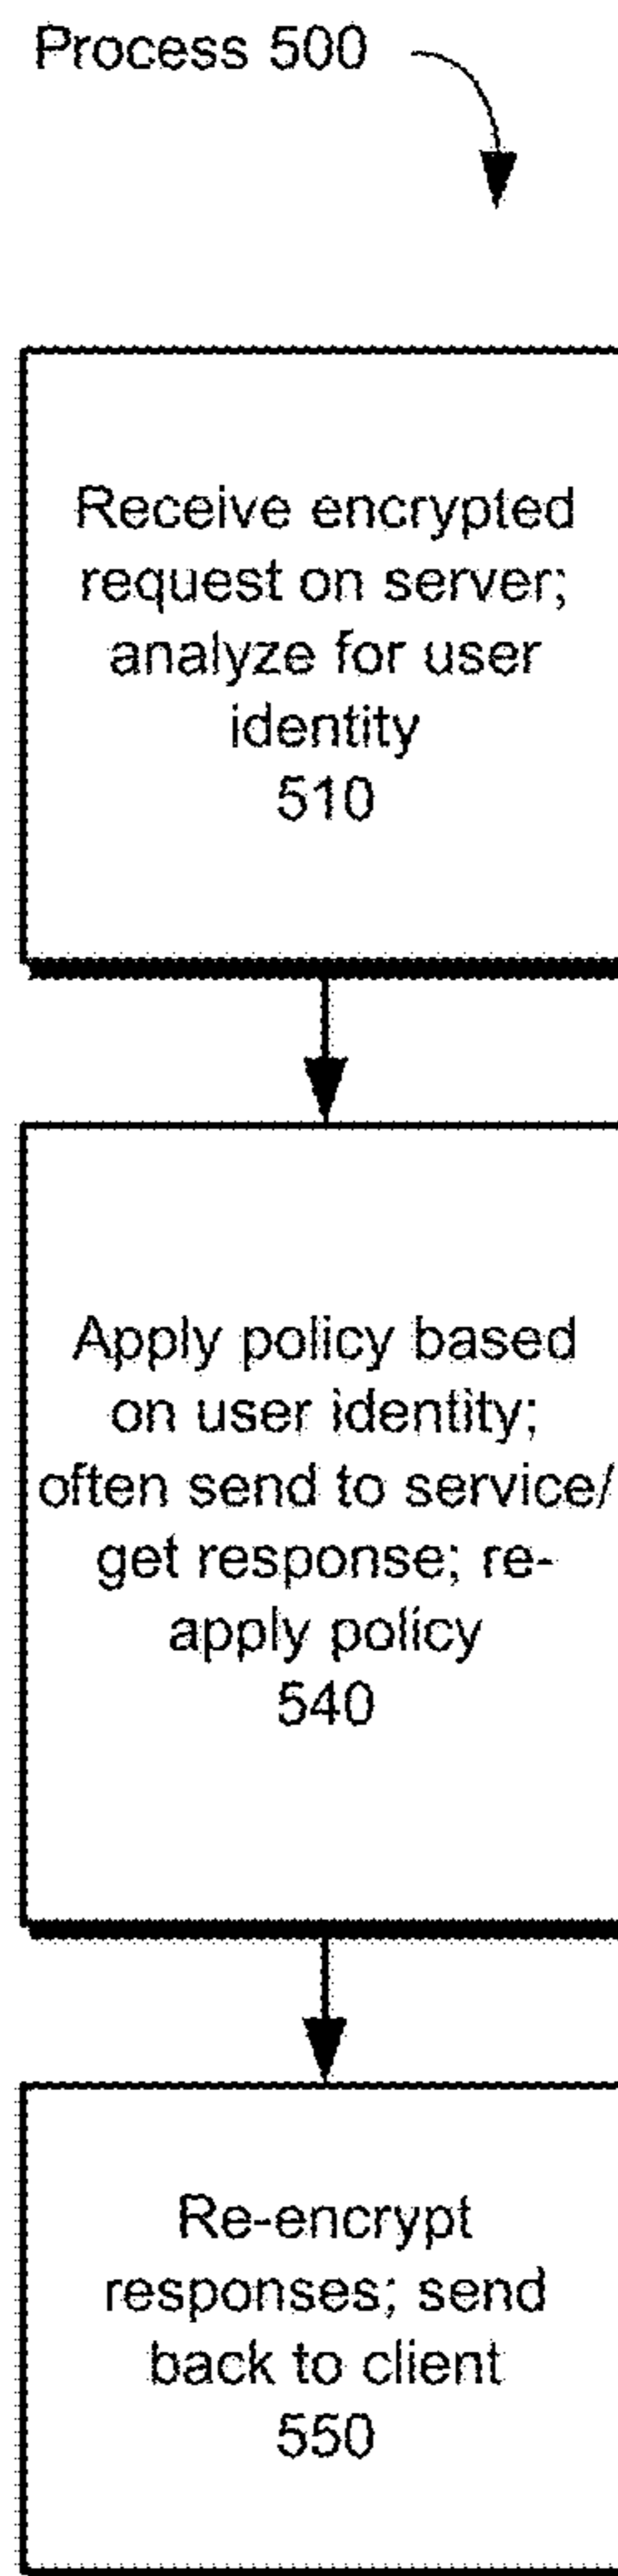 Process 500
Receive encrypted
request on server;
analyze for user
identity
510
Apply policy based
on user identity;
often send to service/
get response; re-
apply policy
540
Re-encrypt
responses; send
back to client
550